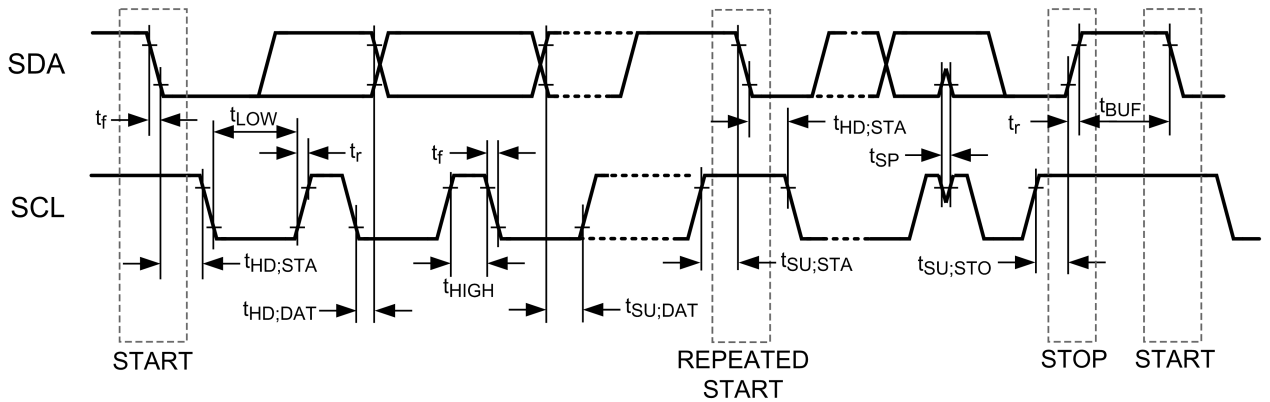 SDA
tf
tLOW
tr
tf
tHD;STA
tSP
tr
tBUF
SCL
tHD;STA
tHD;DAT
tHIGH
tSU;DAT
tSU;STA
tSU;STO
START
REPEATED
START
STOP
START